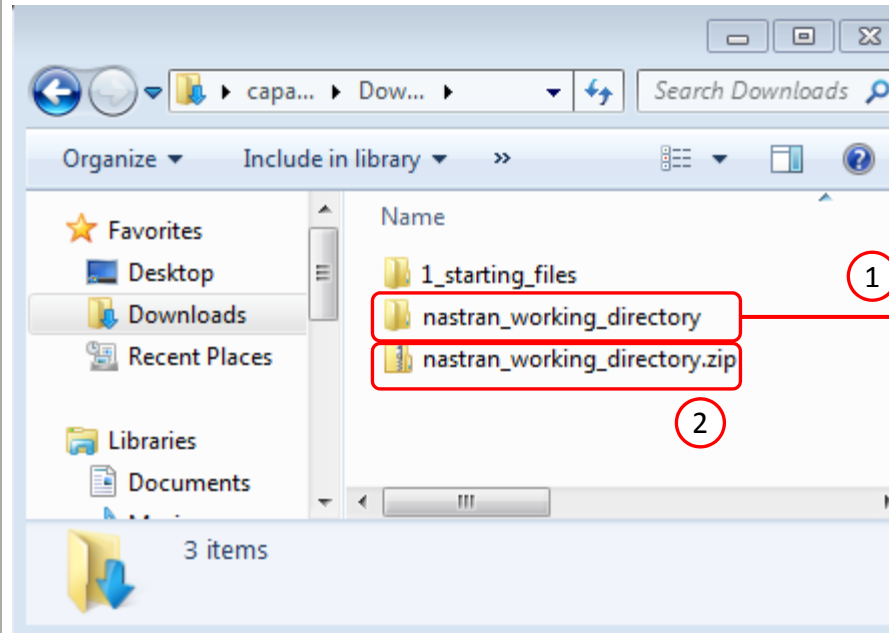 capa... Dow... Search Downloads
Organize Include in library »
Favorites
Desktop
Downloads
Recent Places
Libraries
Documents
Name
1_starting_files
1
nastran_working_directory
nastran_working_directory.zip
2
3 items